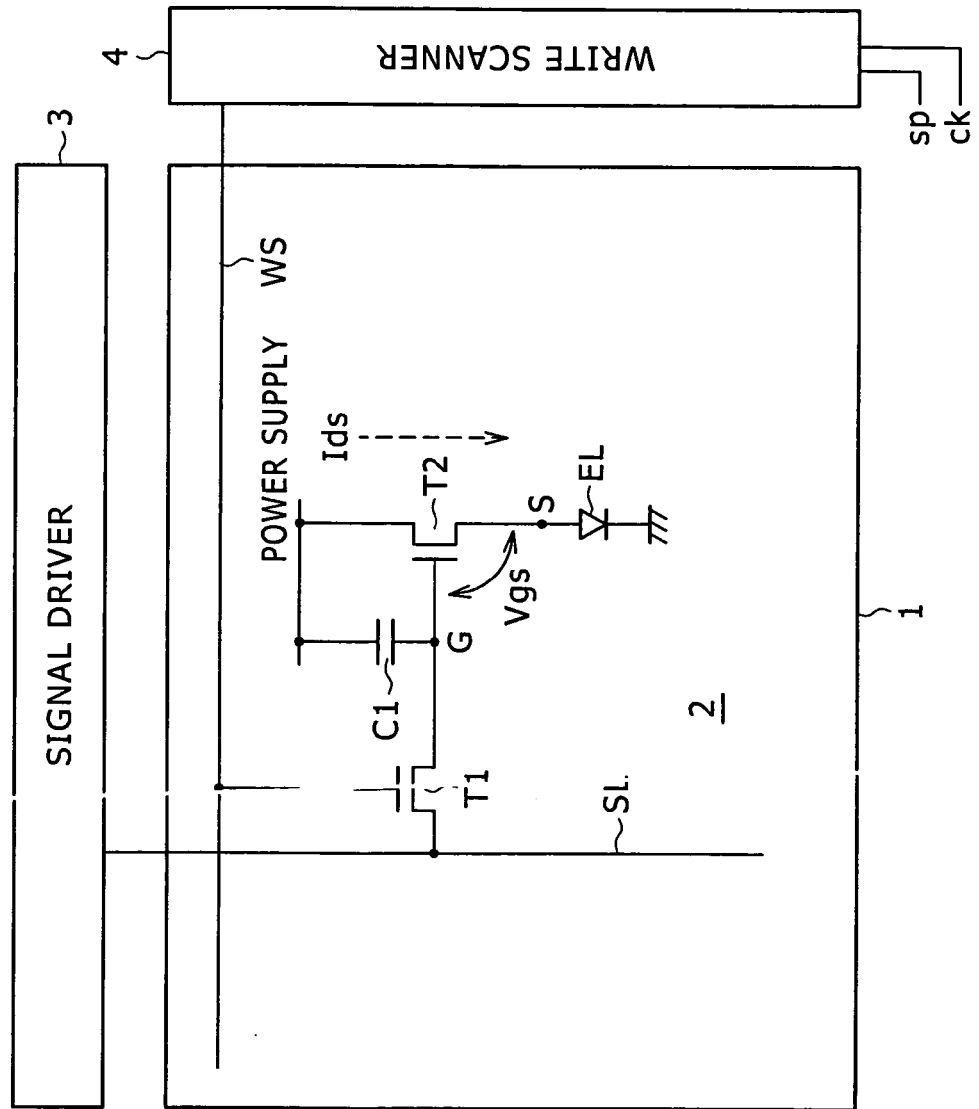 3
SIGNAL DRIVER
4
WRITE SCANNER
WS
POWER SUPPLY
Ids
C1
G
T2
Vgs
S
EL
T1
SL
2
1
sp
ck